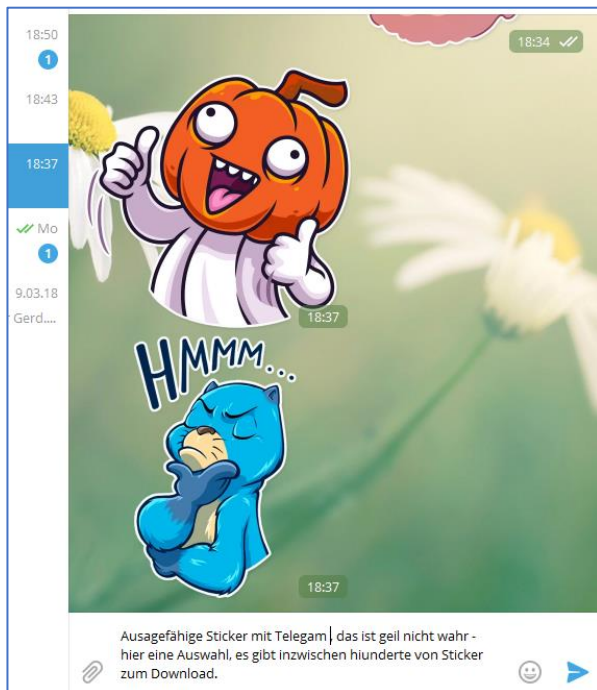 18:50
1
18:43
18:37
Mo
1
9.03.18
Gerd....
18:34
18:37
HMMM...
18:37
Ausagefähige Sticker mit Telegam , das ist geil nicht wahr -
hier eine Auswahl, es gibt inzwischen hiunderte von Sticker
zum Download.